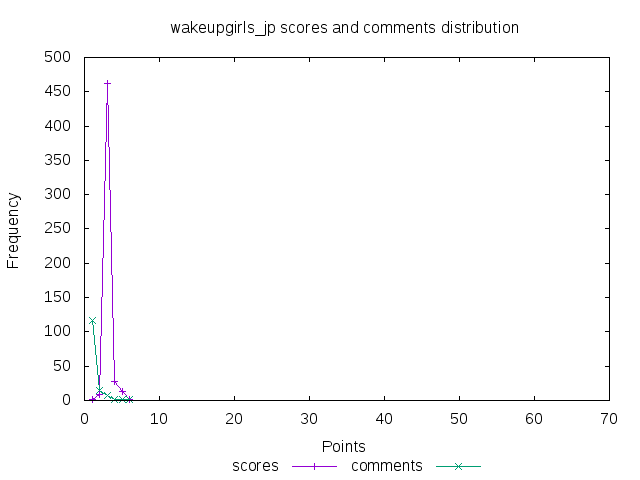 wakeupgirls_jp scores and comments distribution
500
450
400
350
300
250
200
150
100
50
0
Frequency
0 10 20 30 40 50 60 70
Points
scores comments